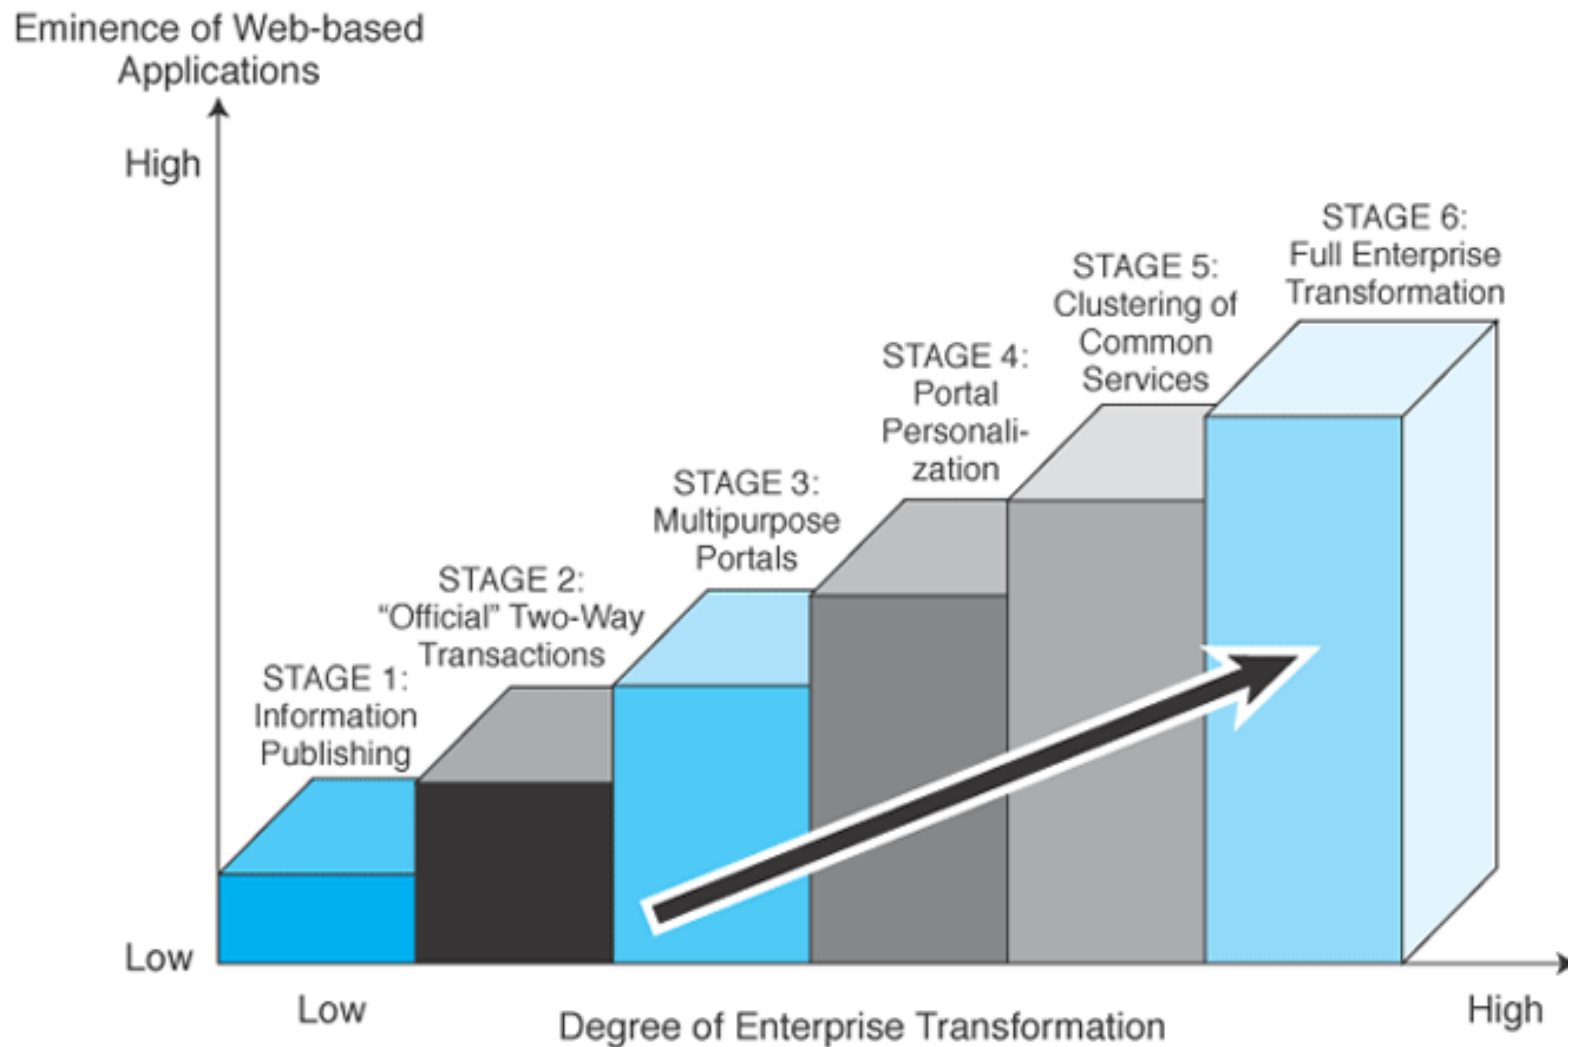 Eminence of Web-based
Applications
High
STAGE 6:
Full Enterprise
Transformation
STAGE 5:
Clustering of
Common
Services
STAGE 4:
Portal
Personali-
zation
STAGE 3:
Multipurpose
Portals
STAGE 2:
“Official” Two-Way
Transactions
STAGE 1:
Information
Publishing
Low
Low
Degree of Enterprise Transformation
High